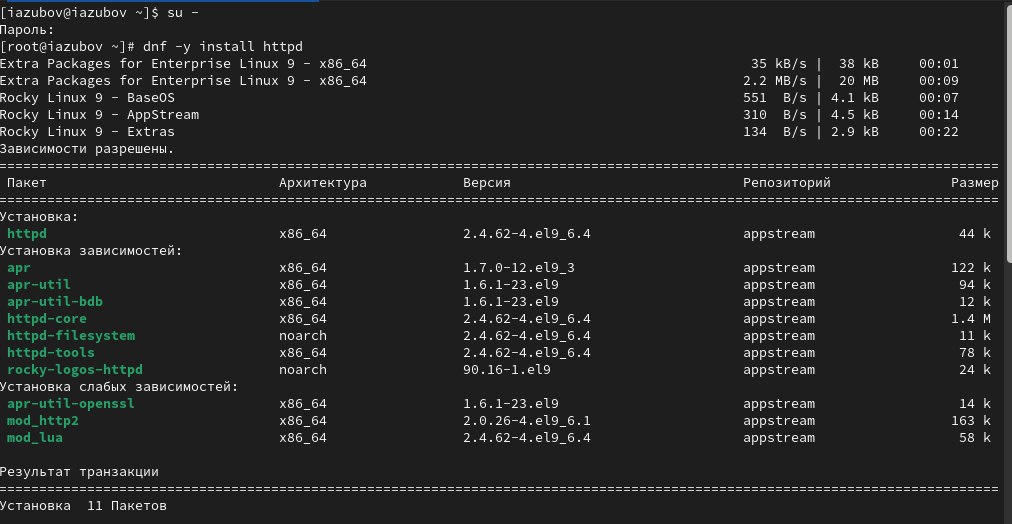 [iazubov@iazubov ~]$ su -
Пароль:
[root@iazubov ~]# dnf -y install httpd
Extra Packages for Enterprise Linux 9 - x86_64 35 kB/s | 38 kB 00:01
Extra Packages for Enterprise Linux 9 - x86_64 2.2 MB/s | 20 MB 00:09
Rocky Linux 9 - BaseOS 551 B/s | 4.1 kB 00:07
Rocky Linux 9 - AppStream 310 B/s | 4.5 kB 00:14
Rocky Linux 9 - Extras 134 B/s | 2.9 kB 00:22
Зависимости разрешены.
Пакет Архитектура Версия Репозиторий Размер
Установка:
httpd x86_64 2.4.62-4.el9_6.4 appstream 44 k
Установка зависимостей:
apr x86_64 1.7.0-12.el9_3 appstream 122 k
apr-util x86_64 1.6.1-23.el9 appstream 94 k
apr-util-bdb x86_64 1.6.1-23.el9 appstream 12 k
httpd-core x86_64 2.4.62-4.el9_6.4 appstream 1.4 M
httpd-filesystem noarch 2.4.62-4.el9_6.4 appstream 11 k
httpd-tools x86_64 2.4.62-4.el9_6.4 appstream 78 k
rocky-logos-httpd noarch 90.16-1.el9 appstream 24 k
Установка слабых зависимостей:
apr-util-openssl x86_64 1.6.1-23.el9 appstream 14 k
mod_http2 x86_64 2.0.26-4.el9_6.1 appstream 163 k
mod_lua x86_64 2.4.62-4.el9_6.4 appstream 58 k
Результат транзакции
Установка 11 Пакетов